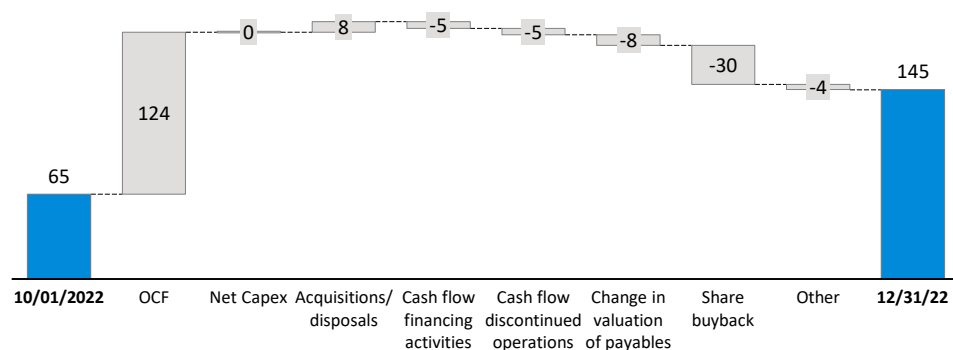 0
8
-5
-5
-8
-30
-4
145
124
65
10/01/2022
OCF
Net Capex
Acquisitions/
disposals
Cash flow
financing
activities
Cash flow
discontinued
operations
Change in
valuation
of payables
Share
buyback
Other
12/31/22